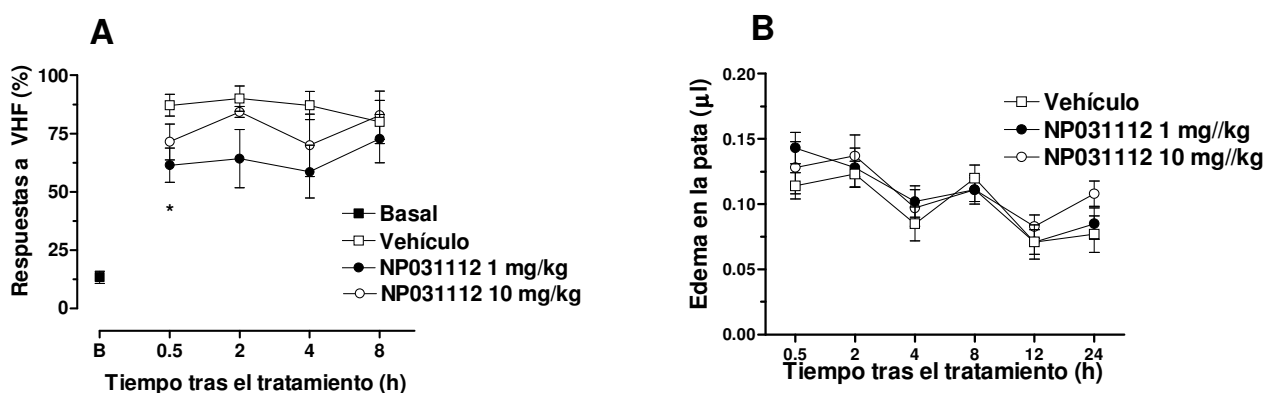 A
Respuestas a VHF (%)
100
75
50
25
0
*
Basal
Vehículo
NP031112 1 mg/kg
NP031112 10 mg/kg
B
0.5
2
4
8
Tiempo tras el tratamiento (h)
B
Edema en la pata (µl)
0.20
0.15
0.10
0.05
0.00
Vehículo
NP031112 1 mg//kg
NP031112 10 mg//kg
0.5
2
4
8
12
24
Tiempo tras el tratamiento (h)